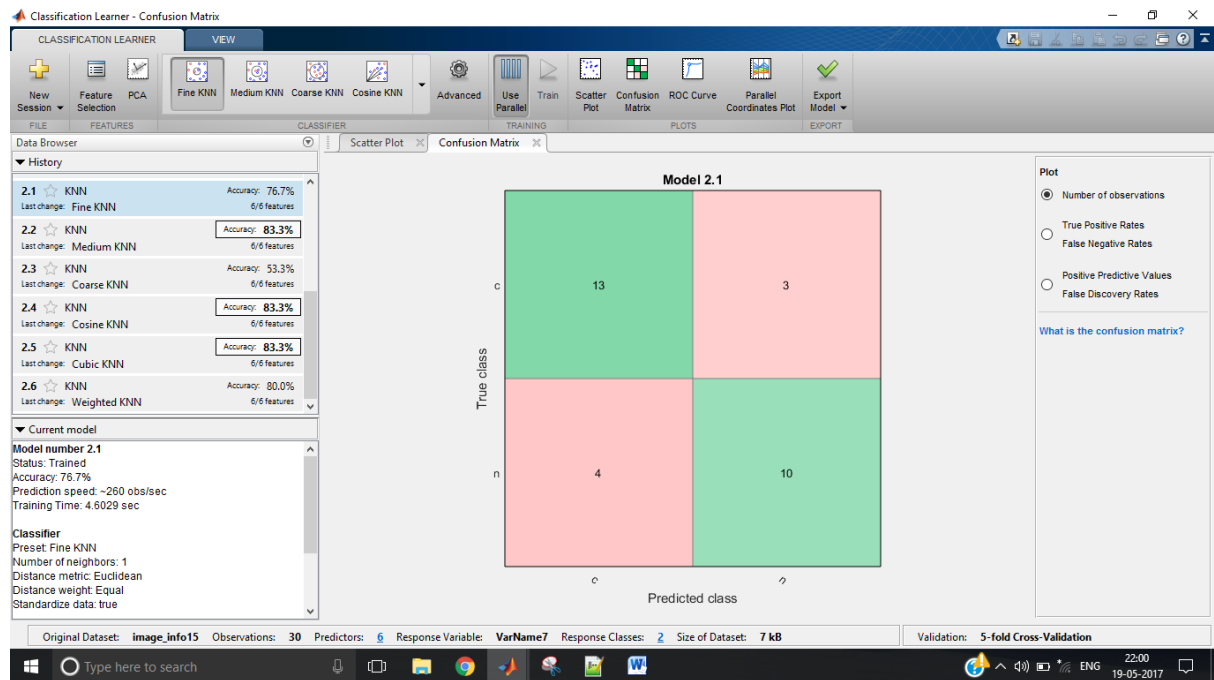 Classification Learner - Confusion Matrix
CLASSIFICATION LEARNER VIEW
New Session
Feature Selection
PCA
Fine KNN Medium KNN Coarse KNN Cosine KNN
Advanced
Use Parallel
Train
Scatter Plot
Confusion Matrix
ROC Curve
Parallel Coordinates Plot
Export Model
FILE FEATURES CLASSIFIER TRAINING PLOTS EXPORT
Data Browser
Scatter Plot Confusion Matrix
History
2.1 KNN Accuracy: 76.7%
Last change: Fine KNN 6/6 features
2.2 KNN Accuracy: 83.3%
Last change: Medium KNN 6/6 features
2.3 KNN Accuracy: 53.3%
Last change: Coarse KNN 6/6 features
2.4 KNN Accuracy: 83.3%
Last change: Cosine KNN 6/6 features
2.5 KNN Accuracy: 83.3%
Last change: Cubic KNN 6/6 features
2.6 KNN Accuracy: 80.0%
Last change: Weighted KNN 6/6 features
Current model
Model number 2.1
Status: Trained
Accuracy: 76.7%
Prediction speed: ~260 obs/sec
Training Time: 4.6029 sec
Classifier
Preset: Fine KNN
Number of neighbors: 1
Distance metric: Euclidean
Distance weight: Equal
Standardize data: true
Model 2.1
True class
c 13 3
n 4 10
c n
Predicted class
Plot
Number of observations
True Positive Rates
False Negative Rates
Positive Predictive Values
False Discovery Rates
What is the confusion matrix?
Original Dataset: image_info15 Observations: 30 Predictors: 6 Response Variable: VarName7 Response Classes: 2 Size of Dataset: 7 kB Validation: 5-fold Cross-Validation
Type here to search
ENG
22:00
19-05-2017